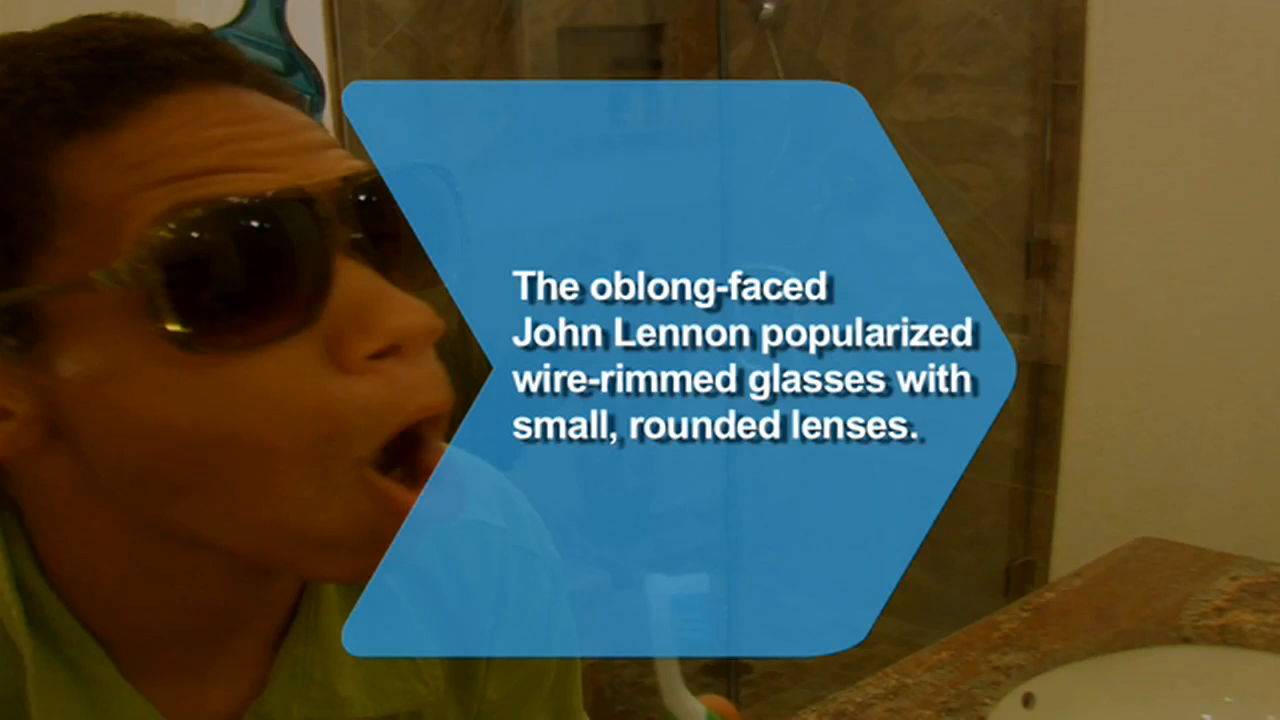 The oblong-faced
John Lennon popularized
wire-rimmed glasses with
small, rounded lenses.